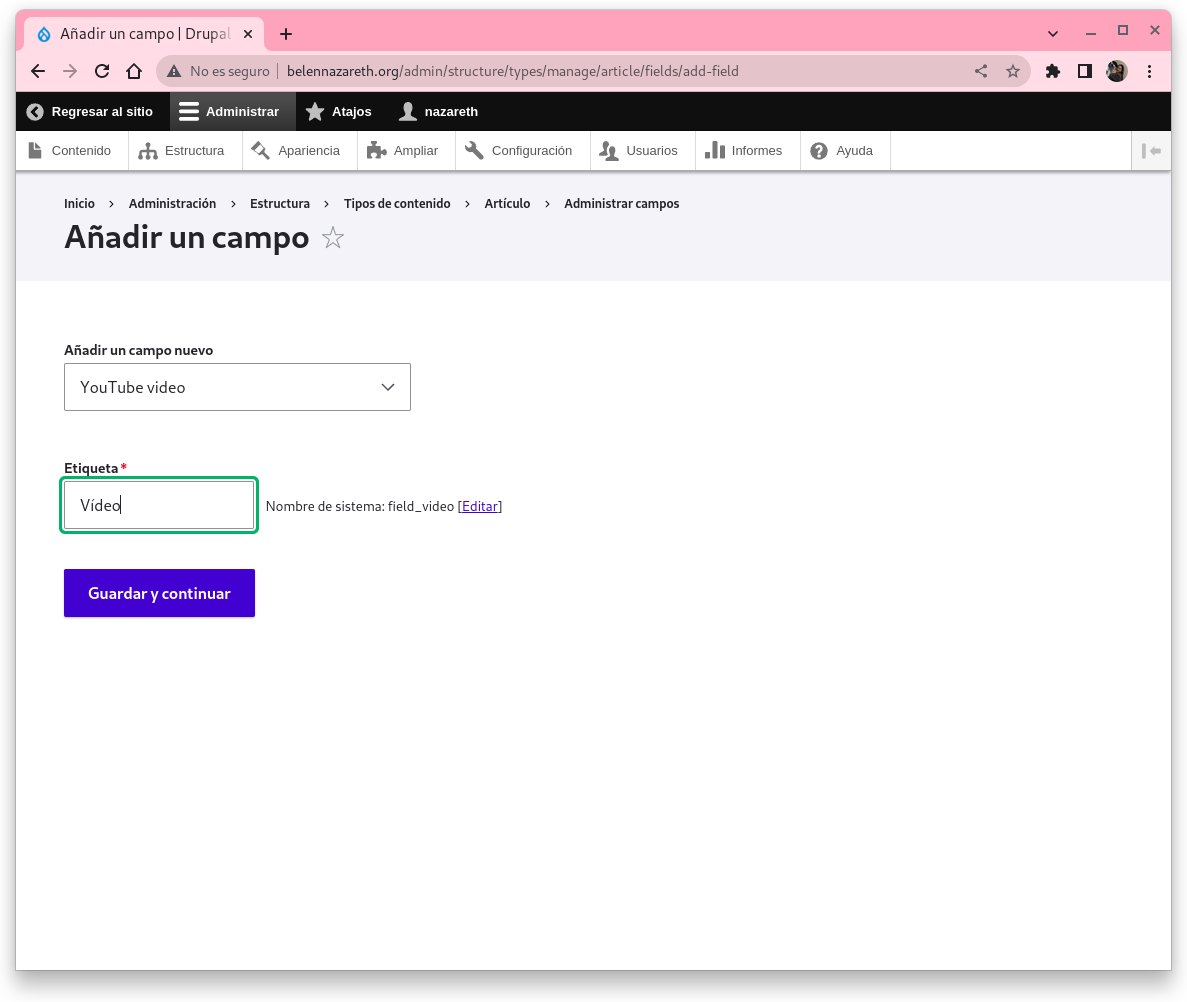 Añadir un campo | Drupal
No es seguro | belennazareth.org/admin/structure/types/manage/article/fields/add-field
Regresar al sitio Administrar Atajos nazareth
Contenido Estructura Apariencia Ampliar Configuración Usuarios Informes Ayuda
Inicio > Administración > Estructura > Tipos de contenido > Artículo > Administrar campos
Añadir un campo
Añadir un campo nuevo
YouTube video
Etiqueta*
Vídeo
Nombre de sistema: field_video [Editar]
Guardar y continuar